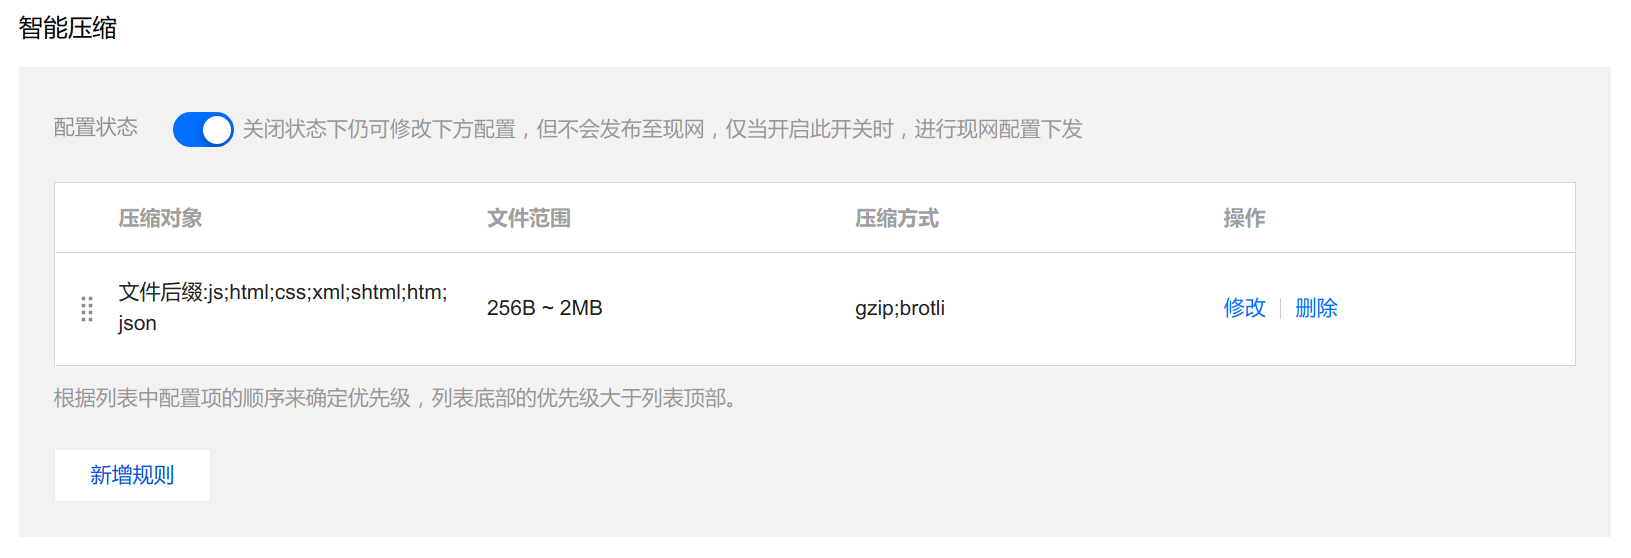 智能压缩
配置状态
关闭状态下仍可修改下方配置，但不会发布至现网，仅当开启此开关时，进行现网配置下发
压缩对象 文件范围 压缩方式 操作
文件后缀:js;html;css;xml;shtml;htm;
json
256B ~ 2MB
gzip;brotli
修改 删除
根据列表中配置项的顺序来确定优先级，列表底部的优先级大于列表顶部。
新增规则